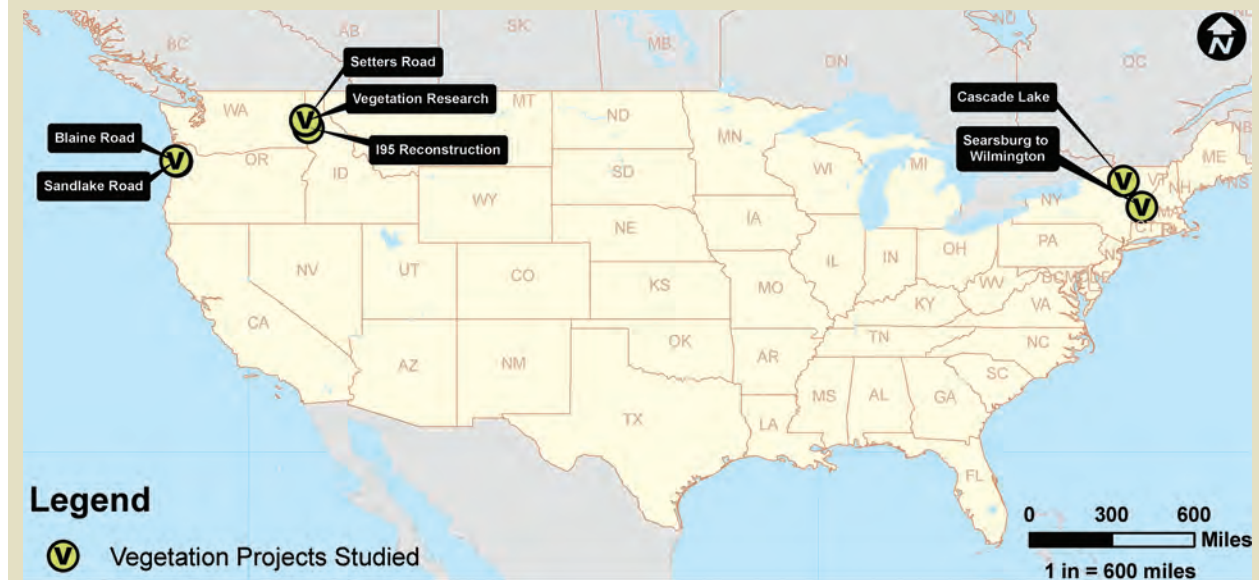 BC
AB
SK
MB
ON
QC
NB
NS
Setters Road
Vegetation Research
I95 Reconstruction
Blaine Road
Sandlake Road
Cascade Lake
Searsburg to
Wilmington
WA
MT
ND
MN
WI
MI
ME
VT
NH
NY
MA
CT
OR
ID
WY
SD
IA
NE
PA
NJ
NV
UT
CO
KS
MO
IL
IN
OH
WV
VA
KY
CA
AZ
NM
OK
AR
TN
NC
SC
MS
AL
GA
TX
LA
FL
N
V
V
V
V
Legend
V
Vegetation Projects Studied
0 300 600
Miles
1 in = 600 miles